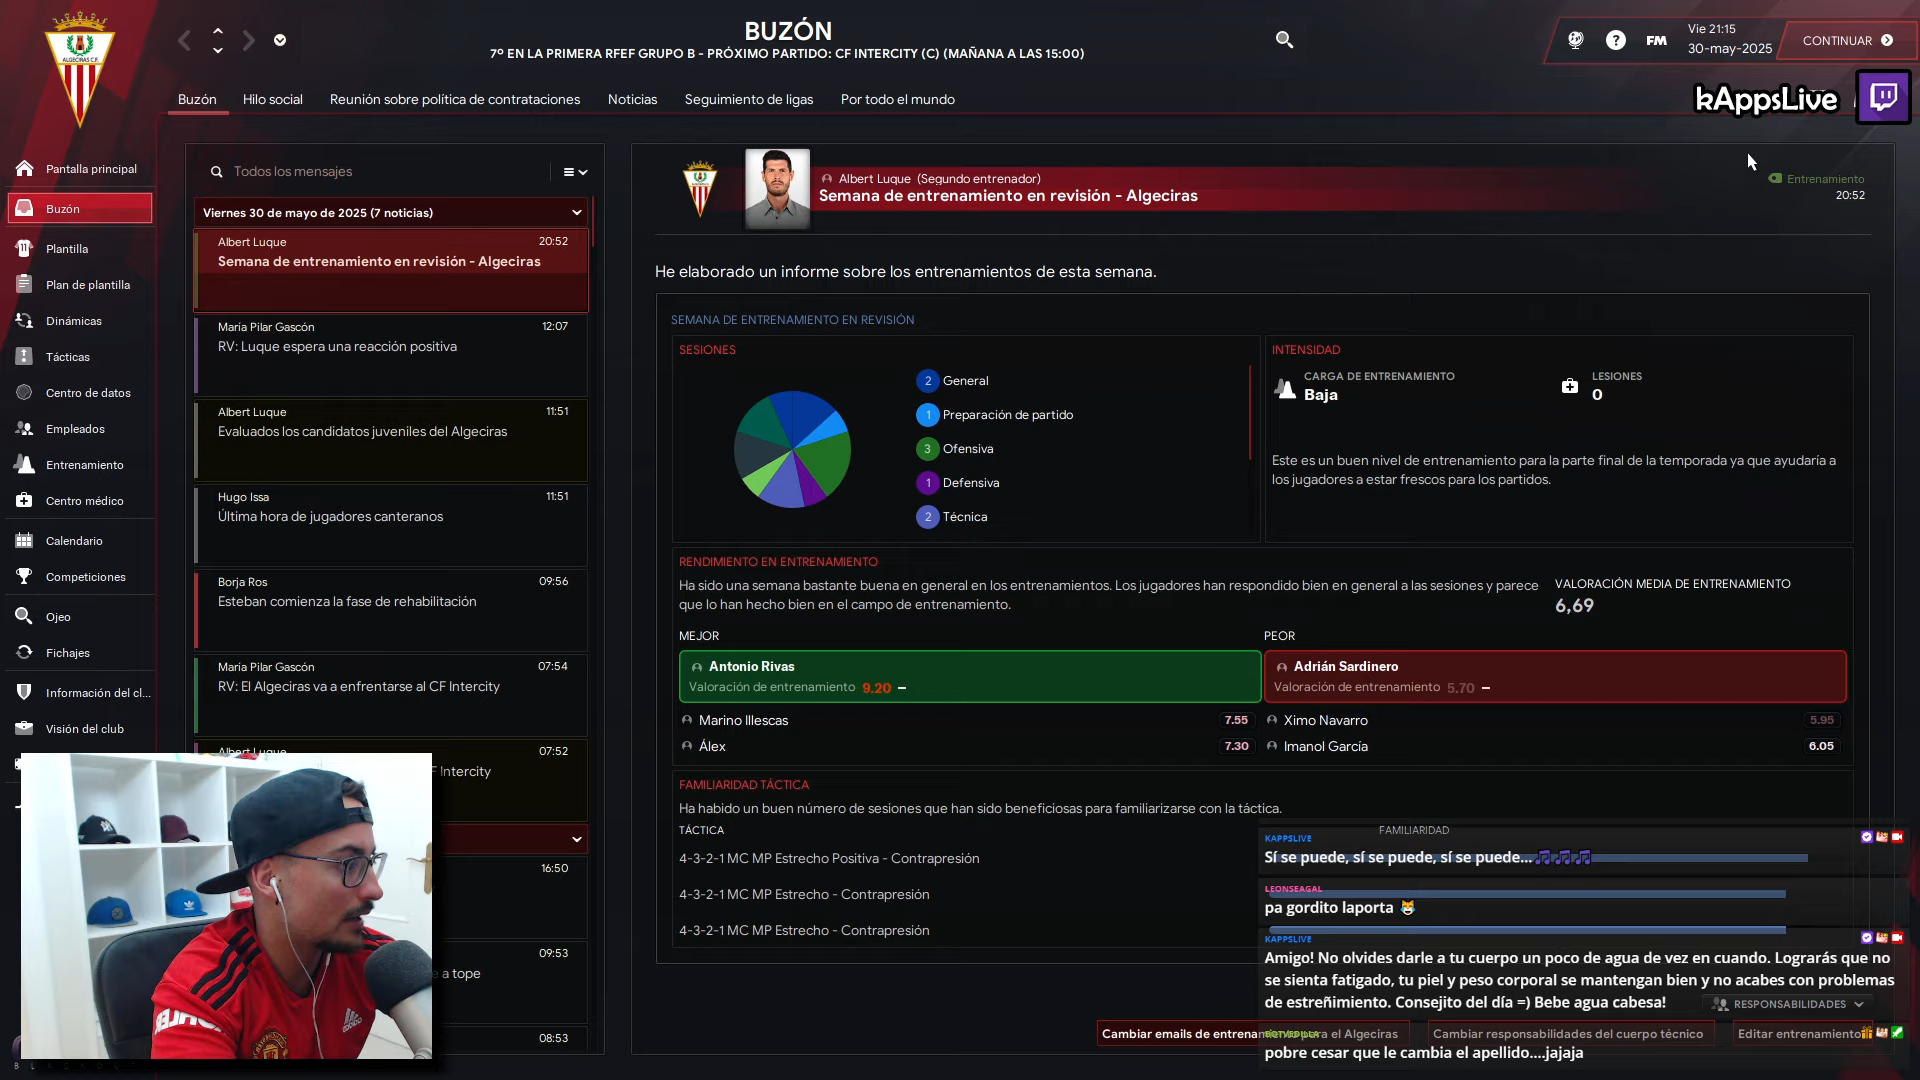 ALGECIRAS C.F.
BUZÓN
7º EN LA PRIMERA RFEF GRUPO B - PRÓXIMO PARTIDO: CF INTERCITY (C) (MAÑANA A LAS 15:00)
FM
Vie 21:15
30-may-2025
CONTINUAR
kAppsLive
Buzón
Hilo social
Reunión sobre política de contrataciones
Noticias
Seguimiento de ligas
Por todo el mundo
Pantalla principal
Buzón
Plantilla
Plan de plantilla
Dinámicas
Tácticas
Centro de datos
Empleados
Entrenamiento
Centro médico
Calendario
Competiciones
Ojeo
Fichajes
Información del cl...
Visión del club
Todos los mensajes
Viernes 30 de mayo de 2025 (7 noticias)
Albert Luque 20:52
Semana de entrenamiento en revisión - Algeciras
María Pilar Gascón 12:07
RV: Luque espera una reacción positiva
Albert Luque 11:51
Evaluados los candidatos juveniles del Algeciras
Hugo Issa 11:51
Última hora de jugadores canteranos
Borja Ros 09:56
Esteban comienza la fase de rehabilitación
María Pilar Gascón 07:54
RV: El Algeciras va a enfrentarse al CF Intercity
Albert Luque 07:52
F Intercity
16:50
09:53
e a tope
08:53
Albert Luque (Segundo entrenador)
Semana de entrenamiento en revisión - Algeciras
Entrenamiento
20:52
He elaborado un informe sobre los entrenamientos de esta semana.
SEMANA DE ENTRENAMIENTO EN REVISIÓN
SESIONES
2 General
1 Preparación de partido
3 Ofensiva
1 Defensiva
2 Técnica
INTENSIDAD
CARGA DE ENTRENAMIENTO
Baja
LESIONES
0
Este es un buen nivel de entrenamiento para la parte final de la temporada ya que ayudaría a
los jugadores a estar frescos para los partidos.
RENDIMIENTO EN ENTRENAMIENTO
Ha sido una semana bastante buena en general en los entrenamientos. Los jugadores han respondido bien en general a las sesiones y parece
que lo han hecho bien en el campo de entrenamiento.
VALORACIÓN MEDIA DE ENTRENAMIENTO
6,69
MEJOR
Antonio Rivas
Valoración de entrenamiento 9.20 –
Marino Illescas 7.55
Álex 7.30
PEOR
Adrián Sardinero
Valoración de entrenamiento 5.70 –
Ximo Navarro 5.95
Imanol García 6.05
FAMILIARIDAD TÁCTICA
Ha habido un buen número de sesiones que han sido beneficiosas para familiarizarse con la táctica.
TÁCTICA
FAMILIARIDAD
4-3-2-1 MC MP Estrecho Positiva - Contrapresión
4-3-2-1 MC MP Estrecho - Contrapresión
4-3-2-1 MC MP Estrecho - Contrapresión
KAPPSLIVE
Sí se puede, sí se puede, sí se puede...🎵🎵🎵
LEONSEAGAL
pa gordito laporta 😹
KAPPSLIVE
Amigo! No olvides darle a tu cuerpo un poco de agua de vez en cuando. Lograrás que no
se sienta fatigado, tu piel y peso corporal se mantengan bien y no acabes con problemas
de estreñimiento. Consejito del día =) Bebe agua cabesa!
RESPONSABILIDADES
Cambiar emails de entrenamiento para el Algeciras
Cambiar responsabilidades del cuerpo técnico
Editar entrenamiento
pobre cesar que le cambia el apellido....jajaja